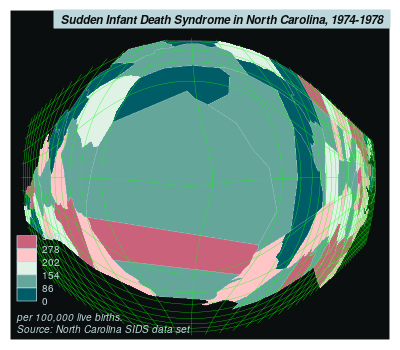 Sudden Infant Death Syndrome in North Carolina, 1974-1978
278
202
154
86
0
per 100,000 live births.
Source: North Carolina SIDS data set